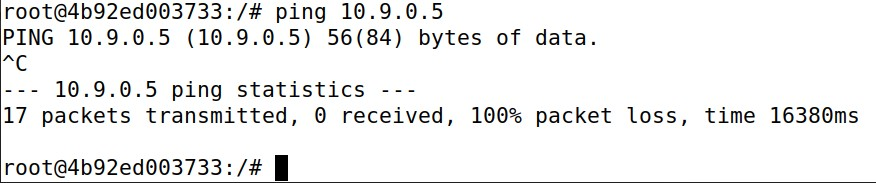 root@4b92ed003733:/# ping 10.9.0.5
PING 10.9.0.5 (10.9.0.5) 56(84) bytes of data.
^C
--- 10.9.0.5 ping statistics ---
17 packets transmitted, 0 received, 100% packet loss, time 16380ms
root@4b92ed003733:/#